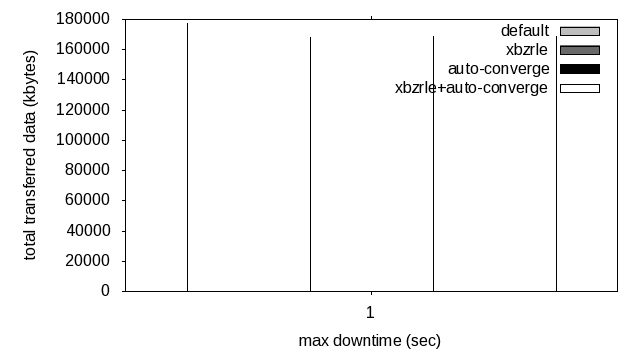 180000
160000
140000
120000
100000
80000
60000
40000
20000
0
total transferred data (kbytes)
default
xbzrle
auto-converge
xbzrle+auto-converge
1
max downtime (sec)